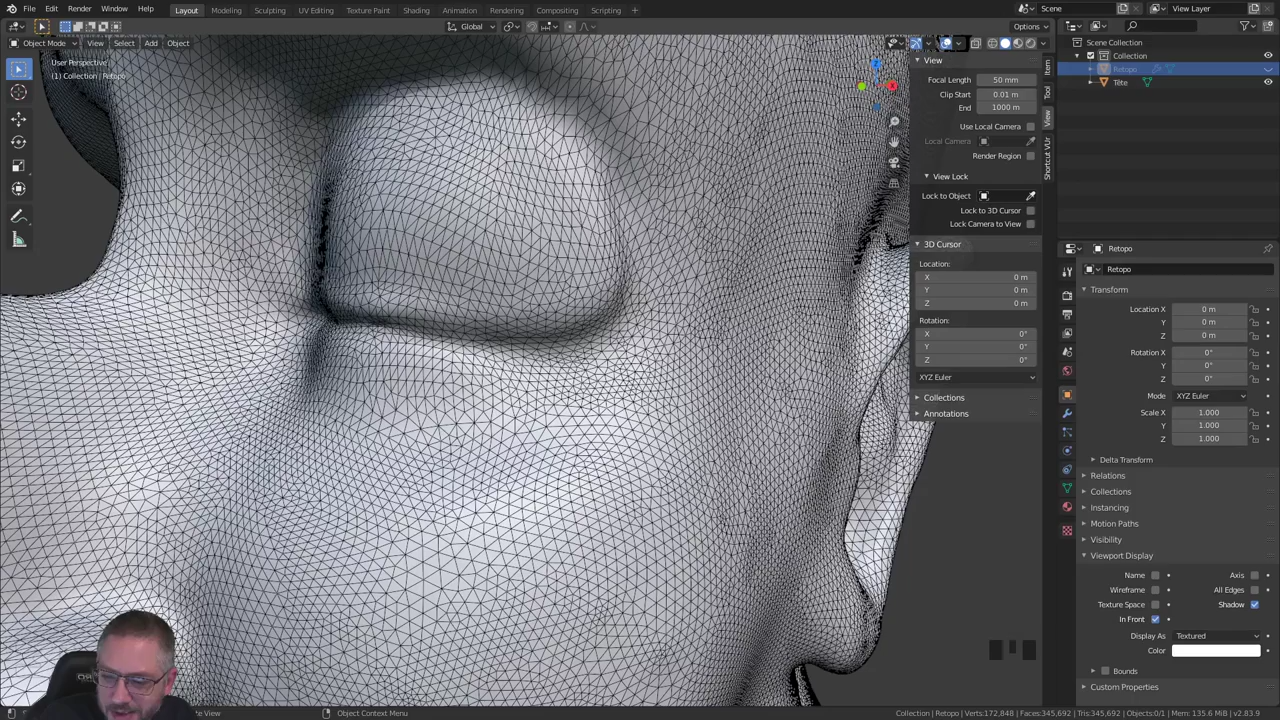 File Edit Render Window Help Layout Modeling Sculpting UV Editing Texture Paint Shading Animation Rendering Compositing Scripting + Scene View Layer
Global Options
Object Mode View Select Add Object
User Perspective
(1) Collection | Retopo
View
Focal Length 50 mm
Clip Start 0.01 m
End 1000 m
Use Local Camera
Local Camera
Render Region
View Lock
Lock to Object
Lock to 3D Cursor
Lock Camera to View
3D Cursor
Location:
X 0 m
Y 0 m
Z 0 m
Rotation:
X 0°
Y 0°
Z 0°
XYZ Euler
Collections
Annotations
Item
Tool
View
Shortcut VUr
Scene Collection
Collection
Retopo
Tête
Retopo
Retopo
Transform
Location X 0 m
Y 0 m
Z 0 m
Rotation X 0°
Y 0°
Z 0°
Mode XYZ Euler
Scale X 1.000
Y 1.000
Z 1.000
Delta Transform
Relations
Collections
Instancing
Motion Paths
Visibility
Viewport Display
Name Axis
Wireframe All Edges
Texture Space Shadow
In Front
Display As Textured
Color
Bounds
Custom Properties
View Object Context Menu Collection | Retopo | Verts:172,848 | Faces:345,692 | Tris:345,692 | Objects:0/1 | Mem: 135.6 MiB | v2.83.9